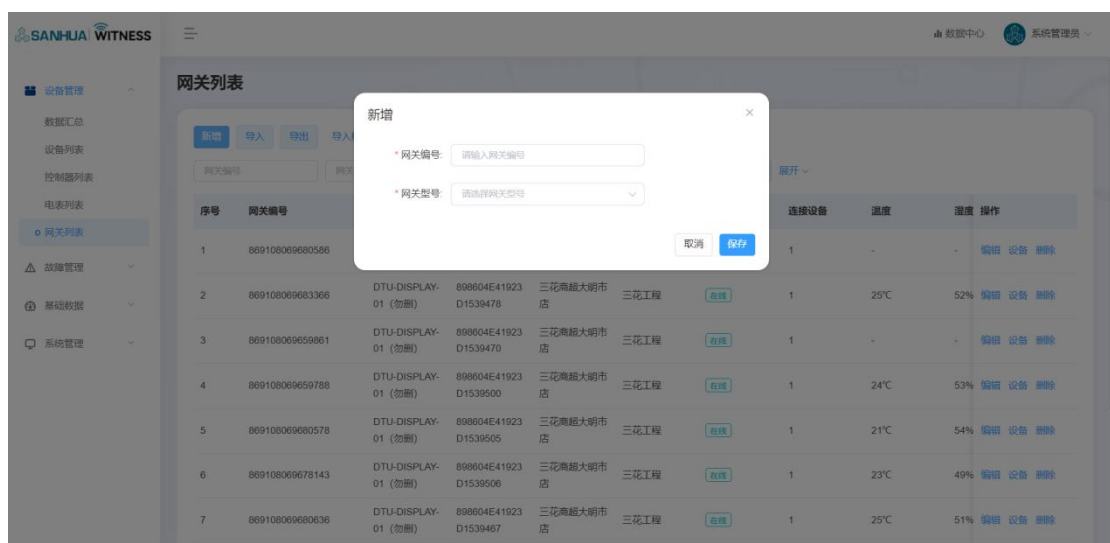 SANHUA WITNESS
数据中心
系统管理员
设备管理
数据汇总
设备列表
控制器列表
电表列表
网关列表
故障管理
基础数据
系统管理
网关列表
新增 导入 导出 导入
网关编号
展开
新增
* 网关编号: 请输入网关编号
* 网关型号: 请选择网关型号
取消 保存
序号 网关编号 连接设备 温度 湿度 操作
1 869108069680586 1 - - 编辑 设备 删除
2 869108069683366 DTU-DISPLAY- 898604E41923 三花商超大明市 三花工程 在线 1 25℃ 52% 编辑 设备 删除
01 (勿删) D1539478 店
3 869108069659861 DTU-DISPLAY- 898604E41923 三花商超大明市 三花工程 在线 1 - - 编辑 设备 删除
01 (勿删) D1539470 店
4 869108069659788 DTU-DISPLAY- 898604E41923 三花商超大明市 三花工程 在线 1 24℃ 53% 编辑 设备 删除
01 (勿删) D1539500 店
5 869108069680578 DTU-DISPLAY- 898604E41923 三花商超大明市 三花工程 在线 1 21℃ 54% 编辑 设备 删除
01 (勿删) D1539505 店
6 869108069678143 DTU-DISPLAY- 898604E41923 三花商超大明市 三花工程 在线 1 23℃ 49% 编辑 设备 删除
01 (勿删) D1539506 店
7 869108069680636 DTU-DISPLAY- 898604E41923 三花商超大明市 三花工程 在线 1 25℃ 51% 编辑 设备 删除
01 (勿删) D1539467 店